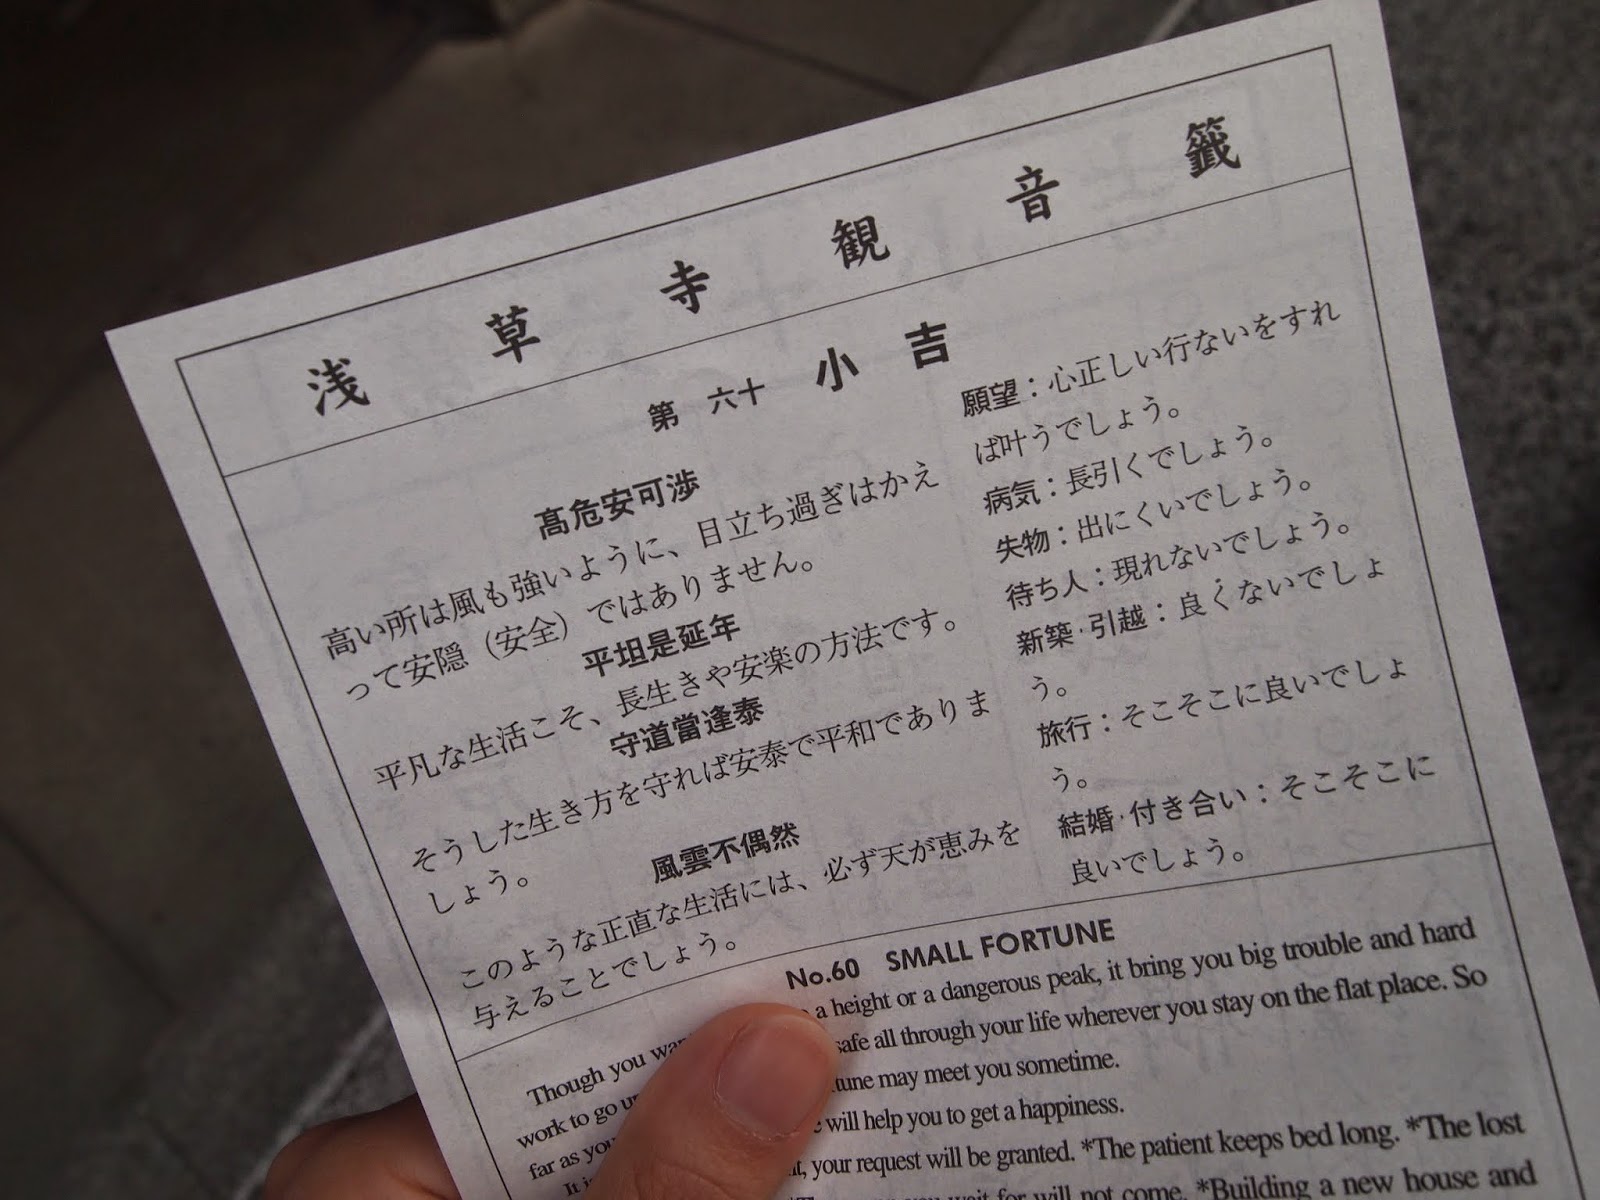 浅草寺観音籤
第六十 小吉
髙危安可渉
高い所は風も強いように、目立ち過ぎはかえ
って安隠（安全）ではありません。
平坦是延年
平凡な生活こそ、長生きや安楽の方法です。
守道當逢泰
そうした生き方を守れば安泰で平和でありま
しょう。
風雲不偶然
このような正直な生活には、必ず天が恵みを
与えることでしょう。
願望：心正しい行ないをすれ
ば叶うでしょう。
病気：長引くでしょう。
失物：出にくいでしょう。
待ち人：現れないでしょう。
新築・引越：良くないでしょ
う。
旅行：そこそこに良いでしょ
う。
結婚・付き合い：そこそこに
良いでしょう。
No.60 SMALL FORTUNE
Though you a height or a dangerous peak, it bring you big trouble and hard
work to go safe all through your life wherever you stay on the flat place. So
far as you may meet you sometime.
It will help you to get a happiness.
your request will be granted. *The patient keeps bed long. *The lost
you wait for will not come. *Building a new house and